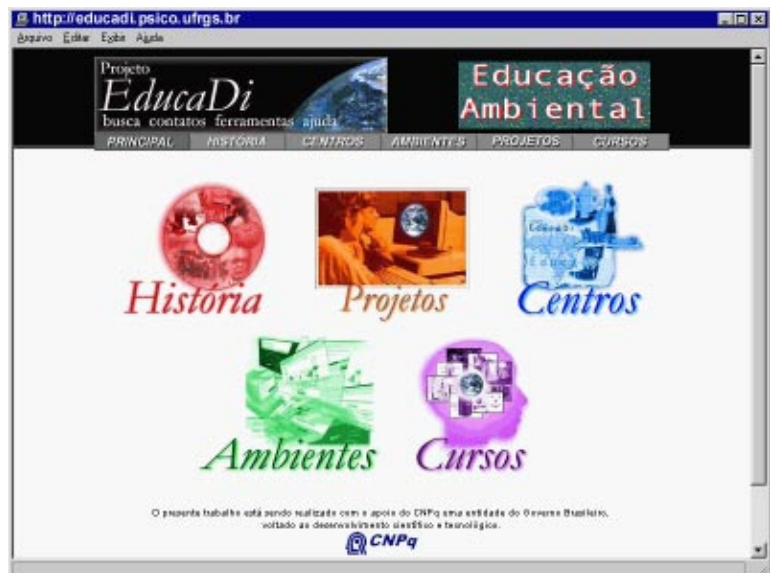 http://educadi.psico.ufrgs.br
Arquivo Editar Exibir Ajuda
Projeto
EducaDi
busca contatos ferramentas ajuda
Educação
Ambiental
PRINCIPAL HISTÓRIA CENTROS AMBIENTES PROJETOS CURSOS
História
Projetos
EducaDi
Centros
Ambientes
Cursos
O presente trabalho está sendo realizado com o apoio do CNPq uma entidade do Governo Brasileiro,
voltado ao desenvolvimento científico e tecnológico.
CNPq